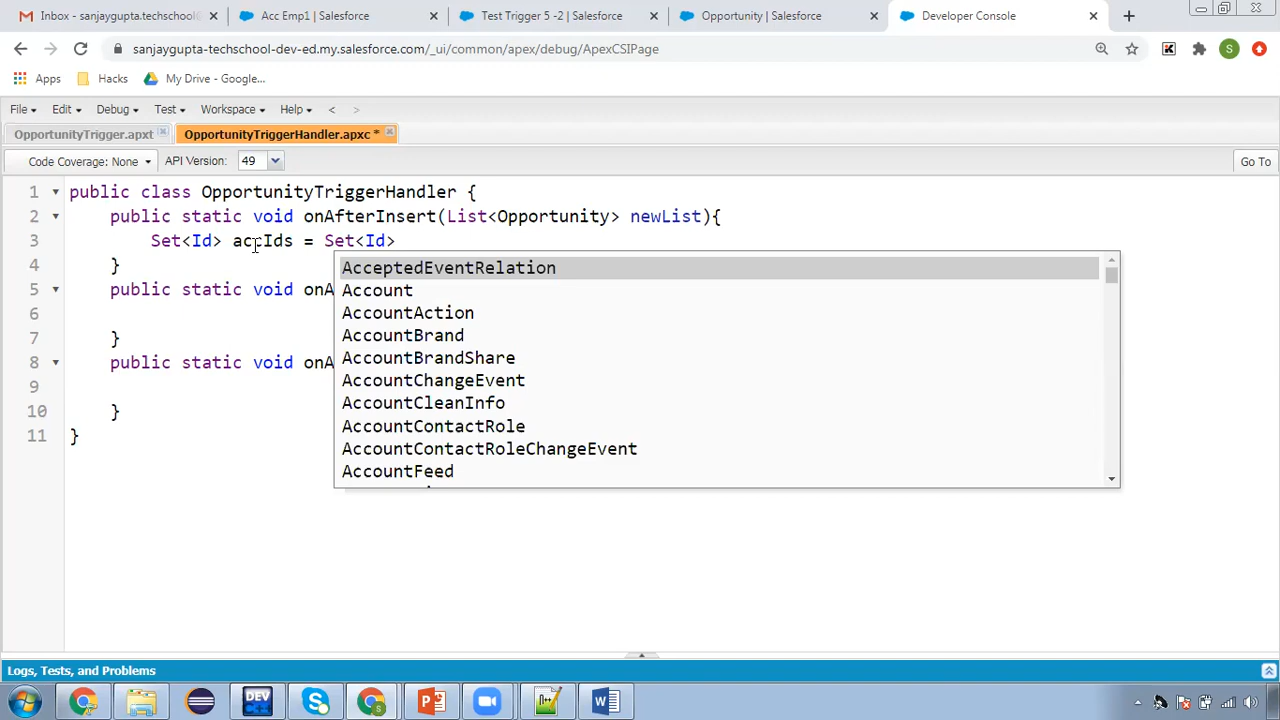 Inbox - sanjaygupta.techschool@
Acc Emp1 | Salesforce
Test Trigger 5 -2 | Salesforce
Opportunity | Salesforce
Developer Console
sanjaygupta-techschool-dev-ed.my.salesforce.com/_ui/common/apex/debug/ApexCSIPage
S
Apps
Hacks
My Drive - Google...
File
Edit
Debug
Test
Workspace
Help
<
>
OpportunityTrigger.apxt
OpportunityTriggerHandler.apxc *
Code Coverage: None
API Version:
49
Go To
1 public class OpportunityTriggerHandler {
2 public static void onAfterInsert(List<Opportunity> newList){
3 Set<Id> accIds = Set<Id>
4 }
5 public static void onA
6
7 }
8 public static void onA
9
10 }
11 }
AcceptedEventRelation
Account
AccountAction
AccountBrand
AccountBrandShare
AccountChangeEvent
AccountCleanInfo
AccountContactRole
AccountContactRoleChangeEvent
AccountFeed
Logs, Tests, and Problems
DEV
C++